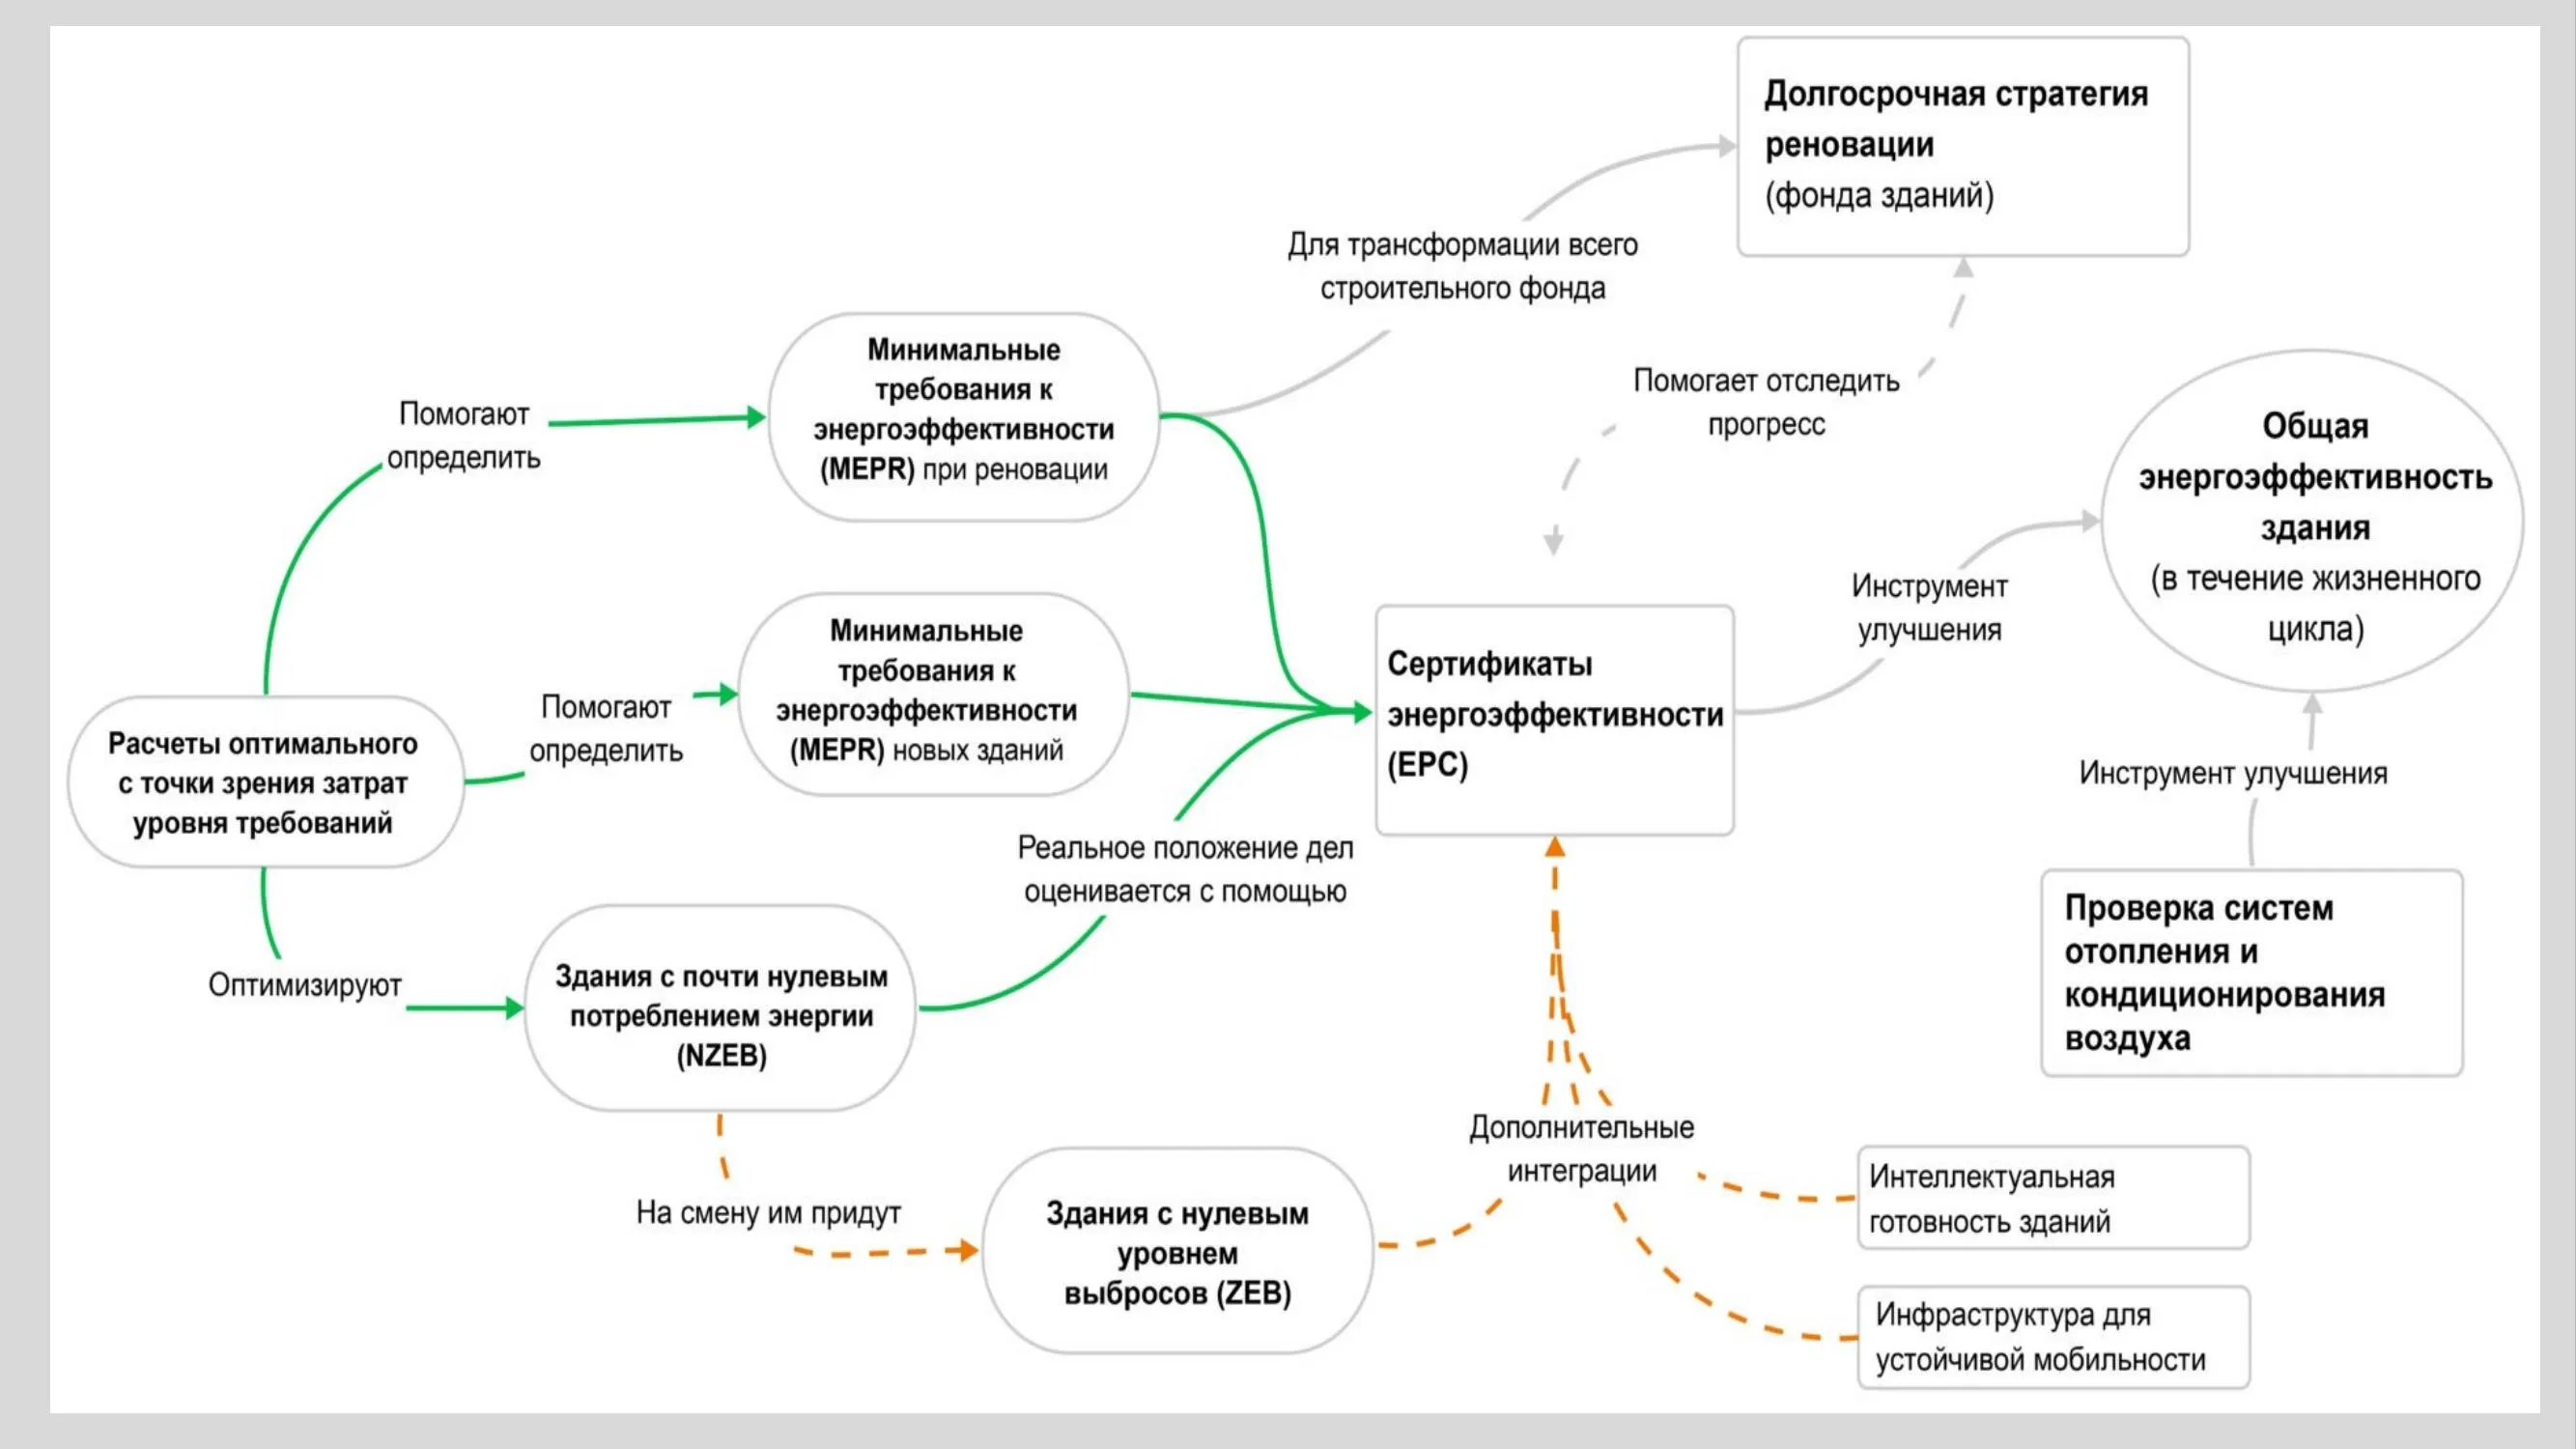 Долгосрочная стратегия
реновации
(фонда зданий)
Для трансформации всего
строительного фонда
Минимальные
требования к
энергоэффективности
(MEPR) при реновации
Помогает отследить
прогресс
Помогают
определить
Общая
энергоэффективность
здания
(в течение жизненного
цикла)
Инструмент
улучшения
Минимальные
требования к
энергоэффективности
(MEPR) новых зданий
Помогают
определить
Сертификаты
энергоэффективности
(EPC)
Расчеты оптимального
с точки зрения затрат
уровня требований
Инструмент улучшения
Реальное положение дел
оценивается с помощью
Проверка систем
отопления и
кондиционирования
воздуха
Оптимизируют
Здания с почти нулевым
потреблением энергии
(NZEB)
Дополнительные
интеграции
На смену им придут
Здания с нулевым
уровнем
выбросов (ZEB)
Интеллектуальная
готовность зданий
Инфраструктура для
устойчивой мобильности